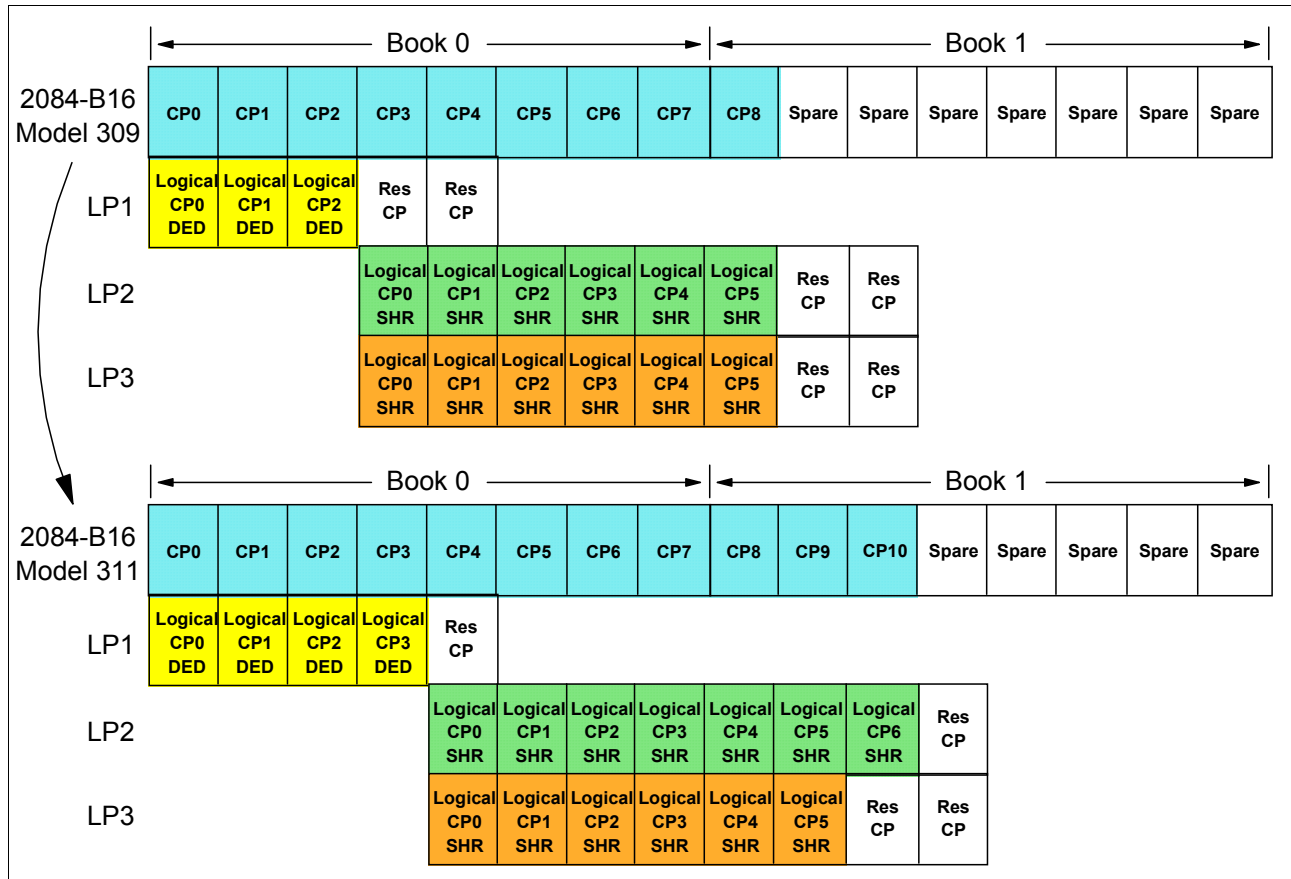 Book 0 Book 1
2084-B16
Model 309
CP0 CP1 CP2 CP3 CP4 CP5 CP6 CP7 CP8 Spare Spare Spare Spare Spare Spare Spare
LP1
Logical Logical Logical Res Res
CP0 CP1 CP2 CP CP
DED DED DED
LP2
Logical Logical Logical Logical Logical Logical Res Res
CP0 CP1 CP2 CP3 CP4 CP5 CP CP
SHR SHR SHR SHR SHR SHR
LP3
Logical Logical Logical Logical Logical Logical Res Res
CP0 CP1 CP2 CP3 CP4 CP5 CP CP
SHR SHR SHR SHR SHR SHR
Book 0 Book 1
2084-B16
Model 311
CP0 CP1 CP2 CP3 CP4 CP5 CP6 CP7 CP8 CP9 CP10 Spare Spare Spare Spare Spare
LP1
Logical Logical Logical Logical Res
CP0 CP1 CP2 CP3 CP
DED DED DED DED
LP2
Logical Logical Logical Logical Logical Logical Logical Res
CP0 CP1 CP2 CP3 CP4 CP5 CP6 CP
SHR SHR SHR SHR SHR SHR SHR
LP3
Logical Logical Logical Logical Logical Logical Res Res
CP0 CP1 CP2 CP3 CP4 CP5 CP CP
SHR SHR SHR SHR SHR SHR